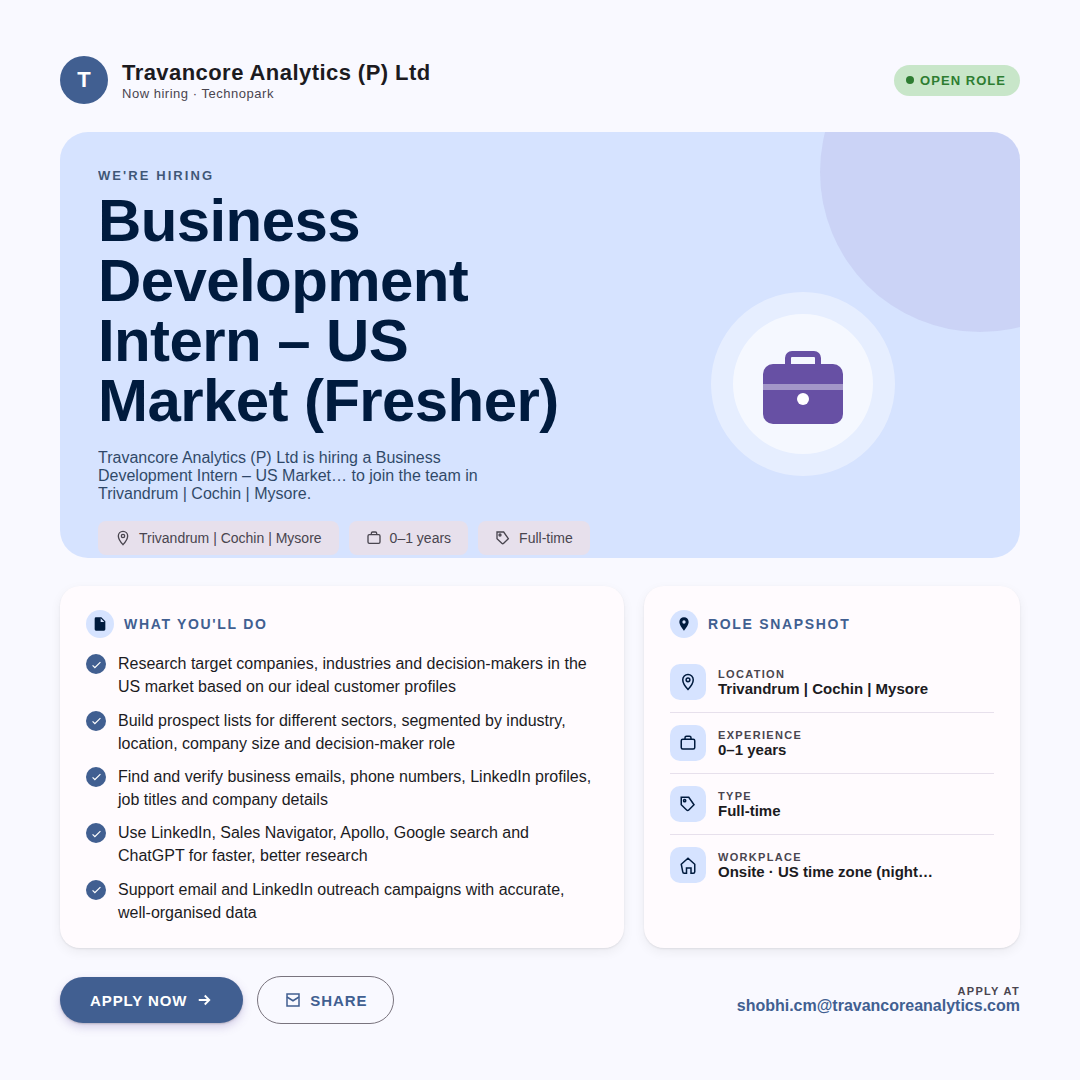 T
Travancore Analytics (P) Ltd
Now hiring · Technopark
OPEN ROLE
WE'RE HIRING
Business
Development
Intern – US
Market (Fresher)
Travancore Analytics (P) Ltd is hiring a Business
Development Intern – US Market… to join the team in
Trivandrum | Cochin | Mysore.
Trivandrum | Cochin | Mysore
0–1 years
Full-time
WHAT YOU'LL DO
Research target companies, industries and decision-makers in the
US market based on our ideal customer profiles
Build prospect lists for different sectors, segmented by industry,
location, company size and decision-maker role
Find and verify business emails, phone numbers, LinkedIn profiles,
job titles and company details
Use LinkedIn, Sales Navigator, Apollo, Google search and
ChatGPT for faster, better research
Support email and LinkedIn outreach campaigns with accurate,
well-organised data
ROLE SNAPSHOT
LOCATION
Trivandrum | Cochin | Mysore
EXPERIENCE
0–1 years
TYPE
Full-time
WORKPLACE
Onsite · US time zone (night…
APPLY NOW
SHARE
APPLY AT
shobhi.cm@travancoreanalytics.com